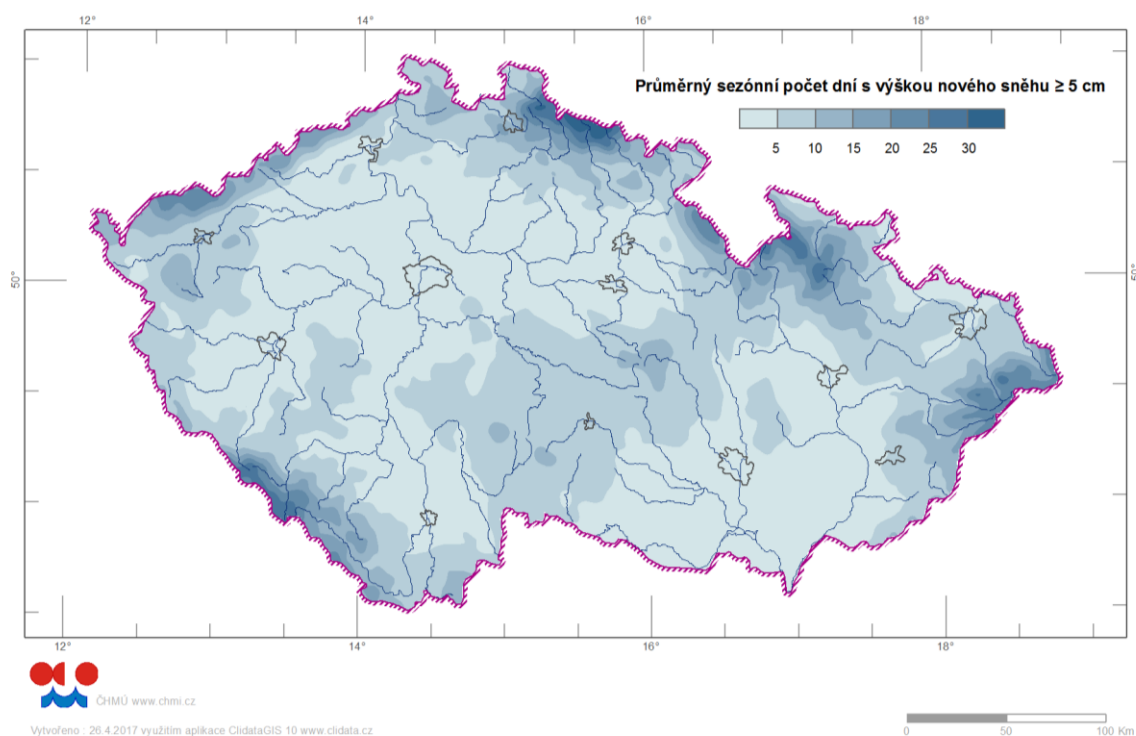 12° 14° 16° 18°
Průměrný sezónní počet dní s výškou nového sněhu ≥ 5 cm
5 10 15 20 25 30
50° 50°
12° 14° 16° 18°
ČHMÚ www.chmi.cz
Vytvořeno : 26.4.2017 využitím aplikace ClidataGIS 10 www.clidata.cz
0 50 100 Km